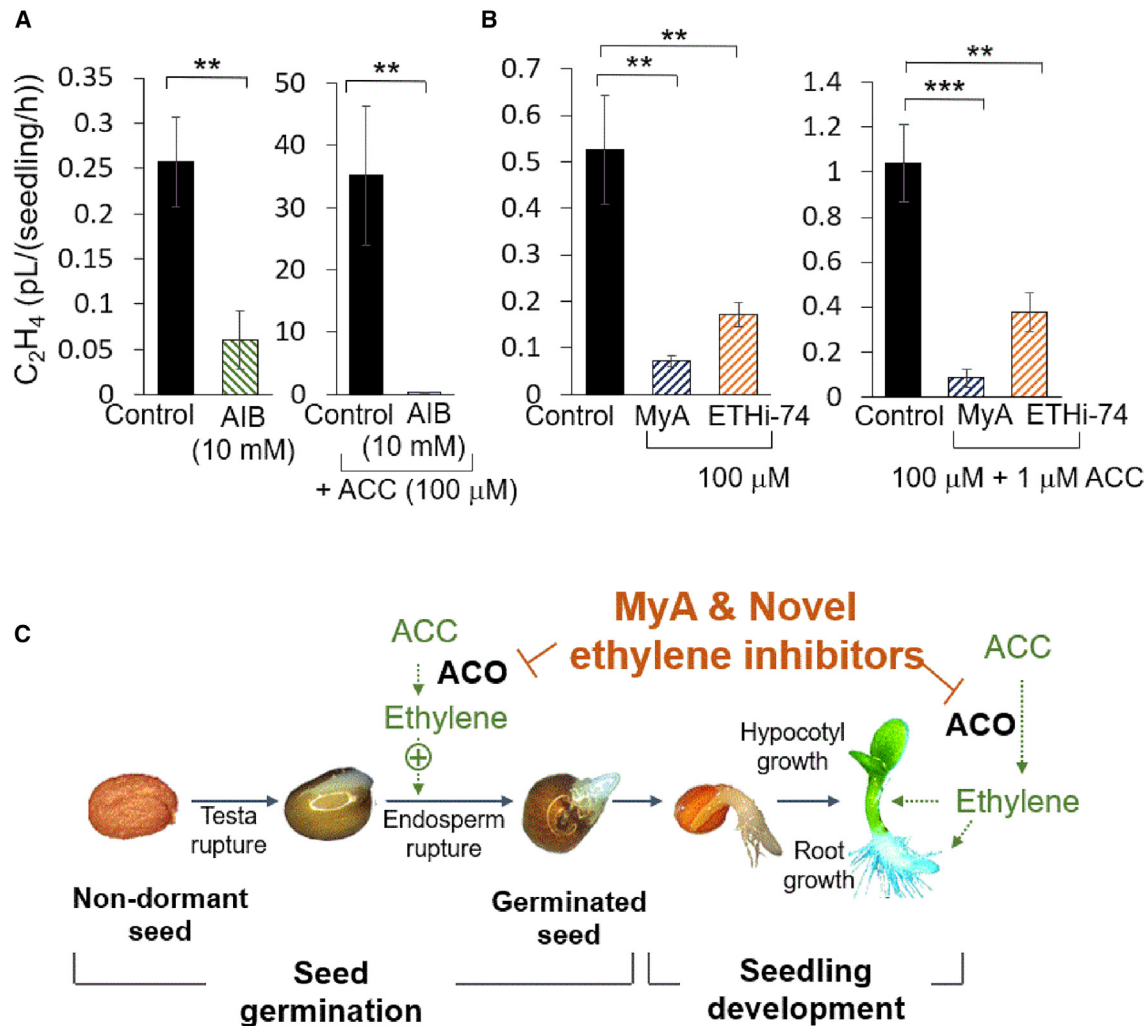 A
B
C₂H₄ (pL/(seedling/h))
**
0.35
0.3
0.25
0.2
0.15
0.1
0.05
0
Control
AIB
(10 mM)
**
50
40
30
20
10
0
Control
AIB
(10 mM)
+ ACC (100 μM)
**
**
0.7
0.6
0.5
0.4
0.3
0.2
0.1
0
Control
MyA
ETHi-74
100 μM
**
***
1.4
1.2
1
0.8
0.6
0.4
0.2
0
Control
MyA
ETHi-74
100 μM + 1 μM ACC
C
MyA & Novel
ethylene inhibitors
ACC
ACO
Ethylene
+
ACC
ACO
Ethylene
Testa
rupture
Endosperm
rupture
Hypocotyl
growth
Root
growth
Non-dormant
seed
Germinated
seed
Seed
germination
Seedling
development